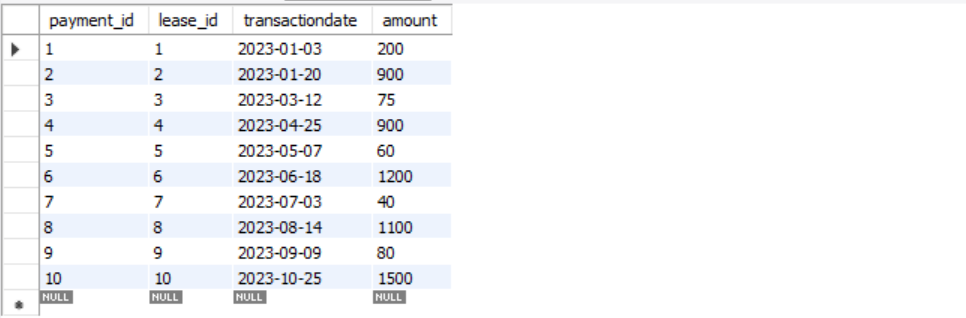 payment_id lease_id transactiondate amount
1 1 2023-01-03 200
2 2 2023-01-20 900
3 3 2023-03-12 75
4 4 2023-04-25 900
5 5 2023-05-07 60
6 6 2023-06-18 1200
7 7 2023-07-03 40
8 8 2023-08-14 1100
9 9 2023-09-09 80
10 10 2023-10-25 1500
NULL NULL NULL NULL